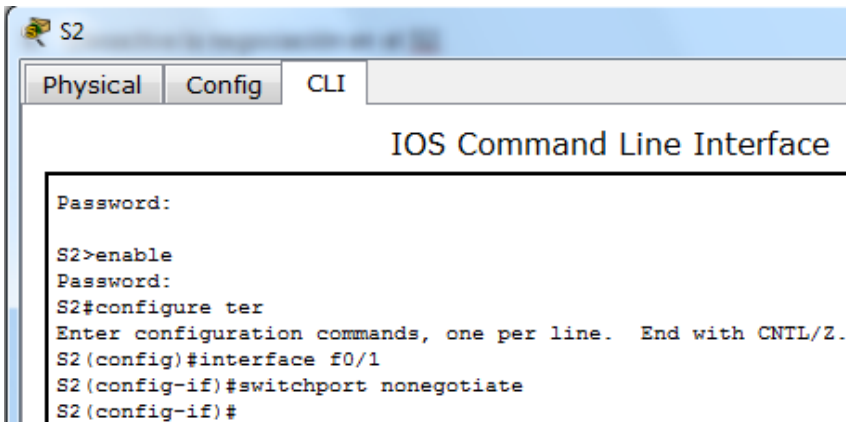 S2
Physical Config CLI
IOS Command Line Interface
Password:
S2>enable
Password:
S2#configure ter
Enter configuration commands, one per line.  End with CNTL/Z.
S2(config)#interface f0/1
S2(config-if)#switchport nonegotiate
S2(config-if)#